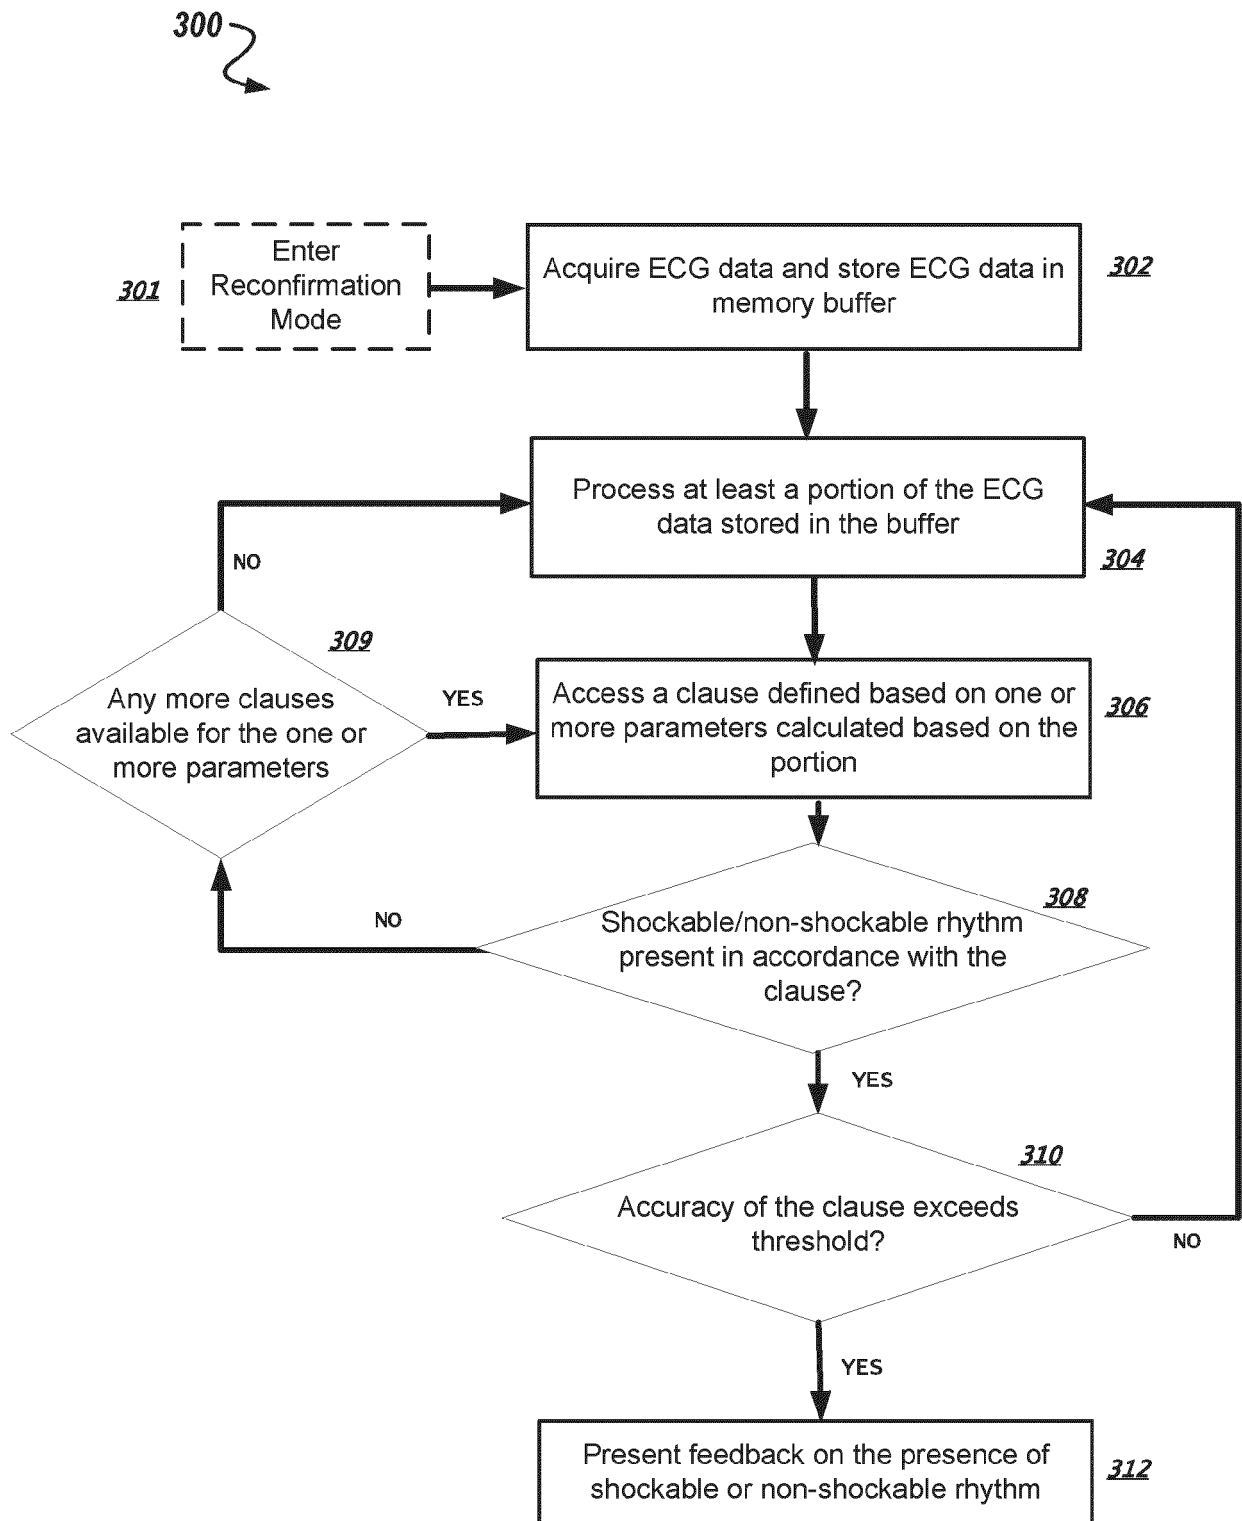 300
301
Enter
Reconfirmation
Mode
Acquire ECG data and store ECG data in
memory buffer
302
Process at least a portion of the ECG
data stored in the buffer
304
NO
309
Any more clauses
available for the one or
more parameters
YES
Access a clause defined based on one or
more parameters calculated based on the
portion
306
308
Shockable/non-shockable rhythm
present in accordance with the
clause?
NO
YES
310
Accuracy of the clause exceeds
threshold?
NO
YES
Present feedback on the presence of
shockable or non-shockable rhythm
312